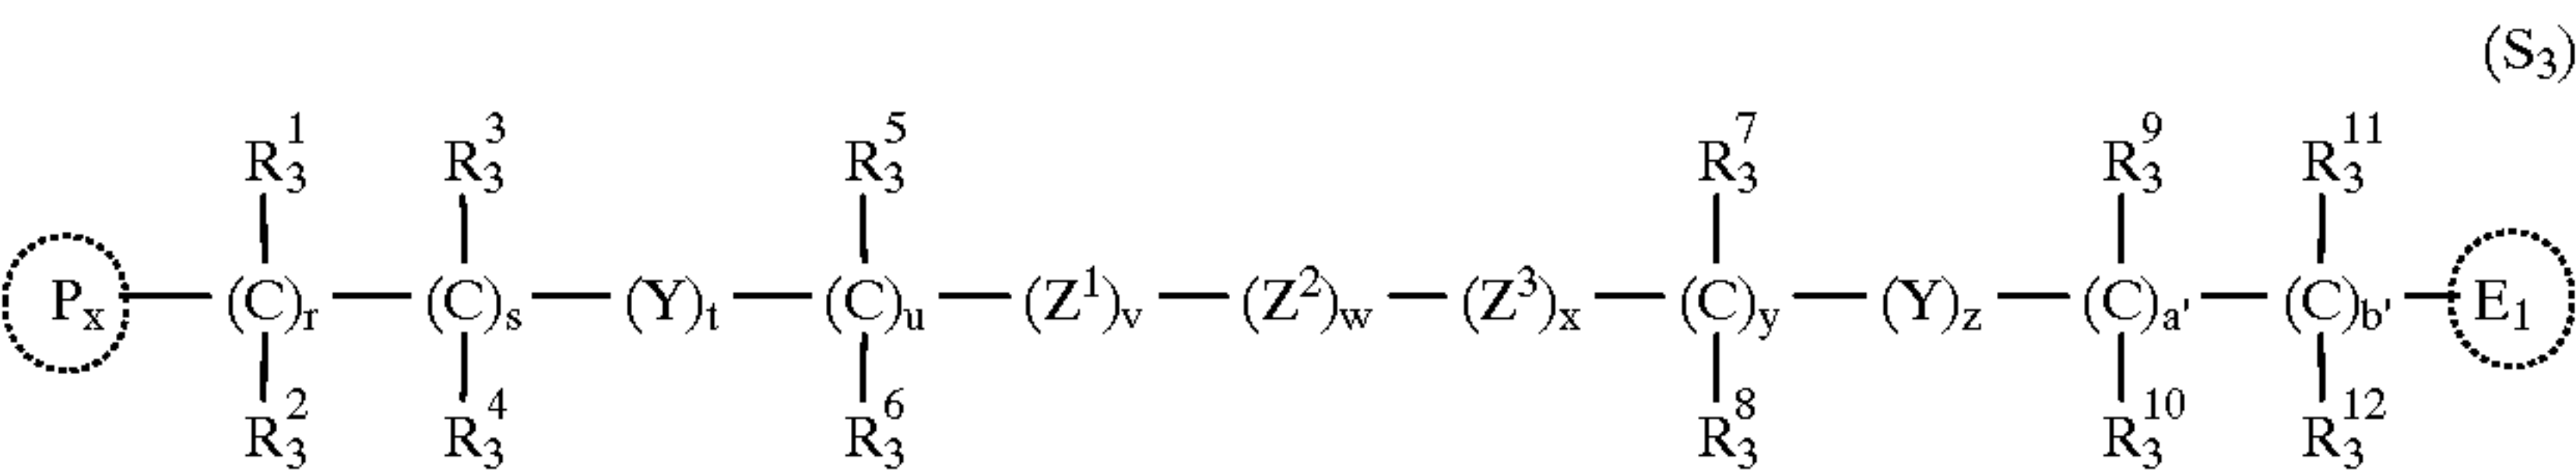 (S₃)
R₃¹ R₃³ R₃⁵ R₃⁷ R₃⁹ R₃¹¹
Pₓ—(C)ᵣ—(C)ₛ—(Y)ₜ—(C)ᵤ—(Z¹)ᵥ—(Z²)w—(Z³)ₓ—(C)y—(Y)z—(C)a'—(C)b'—E₁
R₃² R₃⁴ R₃⁶ R₃⁸ R₃¹⁰ R₃¹²